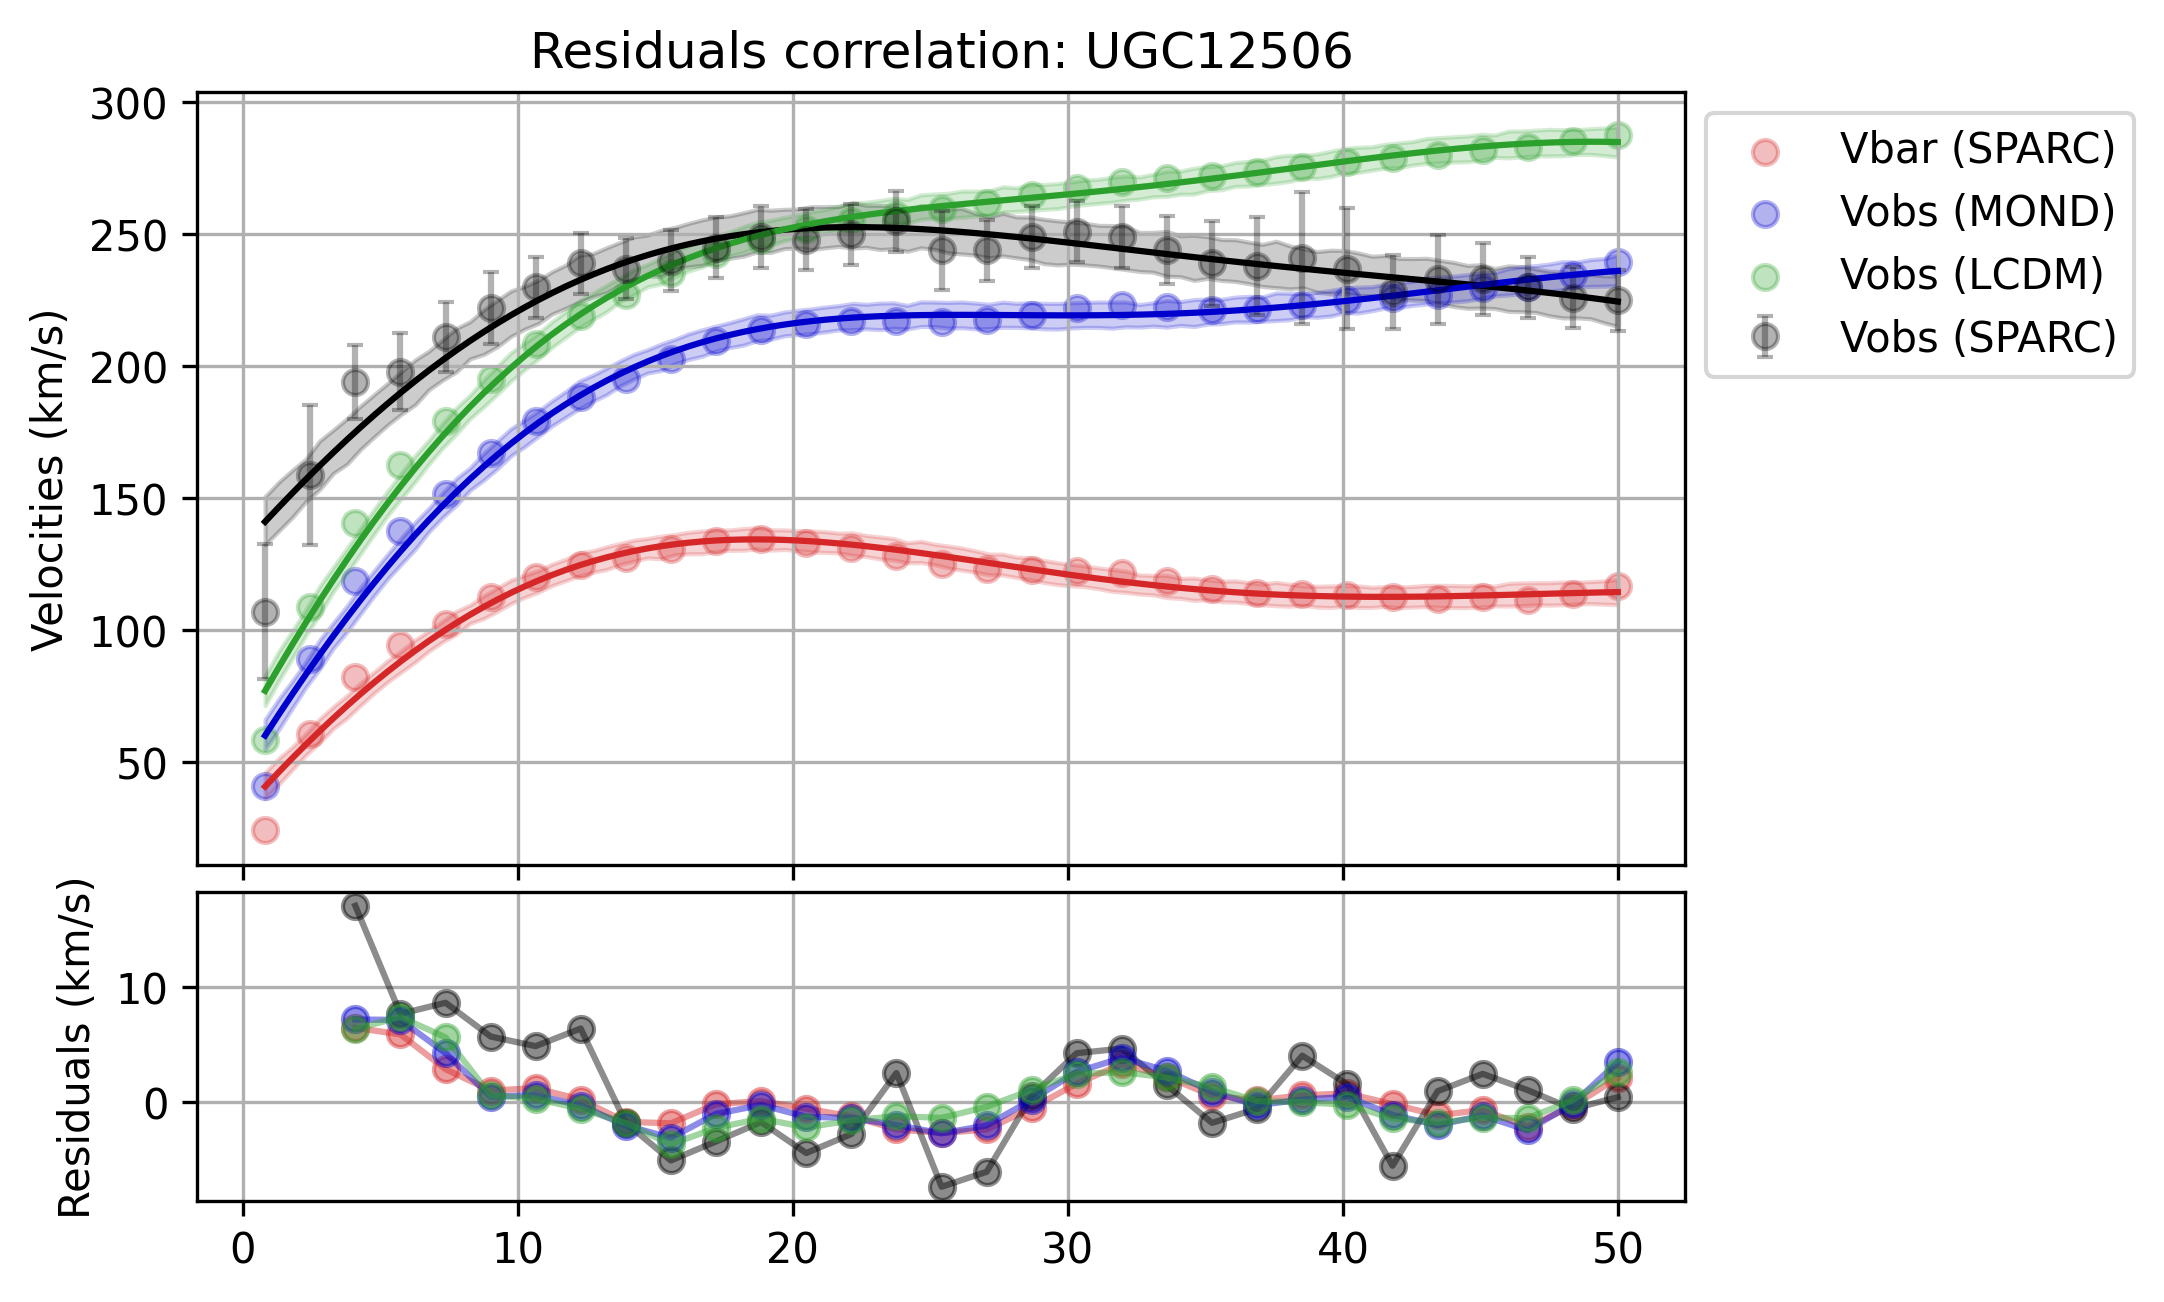 Residuals correlation: UGC12506
Velocities (km/s)
300
250
200
150
100
50
Vbar (SPARC)
Vobs (MOND)
Vobs (LCDM)
Vobs (SPARC)
Residuals (km/s)
10
0
0 10 20 30 40 50